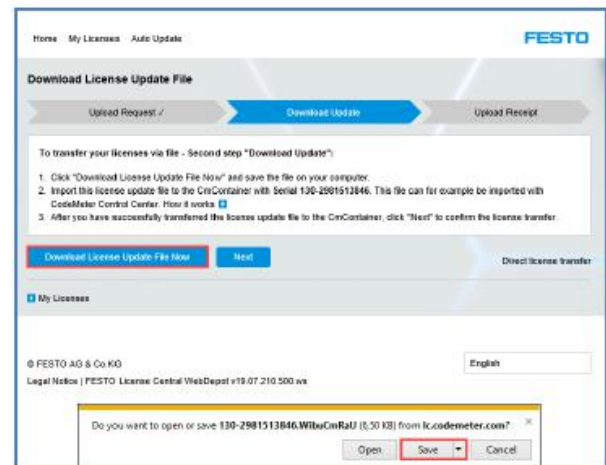 Home My Licenses Auto Update
FESTO
Download License Update File
Upload Request ✓
Download Update
Upload Receipt
To transfer your licenses via file - Second step "Download Update":
1. Click "Download License Update File Now" and save the file on your computer.
2. Import this license update file to the CmContainer with Serial 130-2981513846. This file can for example be imported with
CodeMeter Control Center. How it works
3. After you have successfully transferred the license update file to the CmContainer, click "Next" to confirm the license transfer.
Download License Update File Now
Next
Direct license transfer
My Licenses
© FESTO AG & Co.KG
English
Legal Notice | FESTO License Central WebDepot v19.07.210.500.ws
Do you want to open or save 130-2981513846.WibuCmRaU (6,50 KB) from lc.codemeter.com?
Open
Save
Cancel